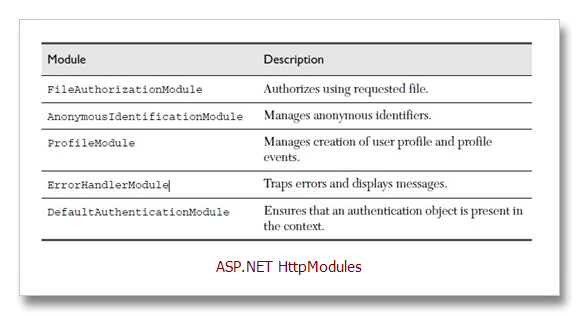 Module Description
FileAuthorizationModule Authorizes using requested file.
AnonymousIdentificationModule Manages anonymous identifiers.
ProfileModule Manages creation of user profile and profile
events.
ErrorHandlerModule Traps errors and displays messages.
DefaultAuthenticationModule Ensures that an authentication object is present in
the context.
ASP.NET HttpModules